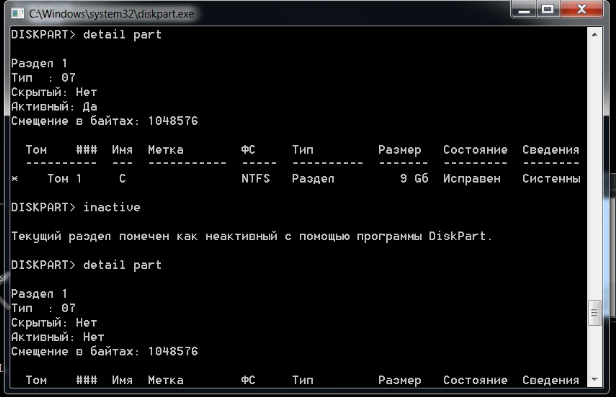 C:\Windows\system32\diskpart.exe
DISKPART> detail part
Раздел 1
Тип : 07
Скрытый: Нет
Активный: Да
Смещение в байтах: 1048576
Том ### Имя Метка ФС Тип Размер Состояние Сведения
---------- --- ----------- ----- ---------- ------- --------- --------
* Том 1 C NTFS Раздел 9 Gб Исправен Системны
DISKPART> inactive
Текущий раздел помечен как неактивный с помощью программы DiskPart.
DISKPART> detail part
Раздел 1
Тип : 07
Скрытый: Нет
Активный: Нет
Смещение в байтах: 1048576
Том ### Имя Метка ФС Тип Размер Состояние Сведения